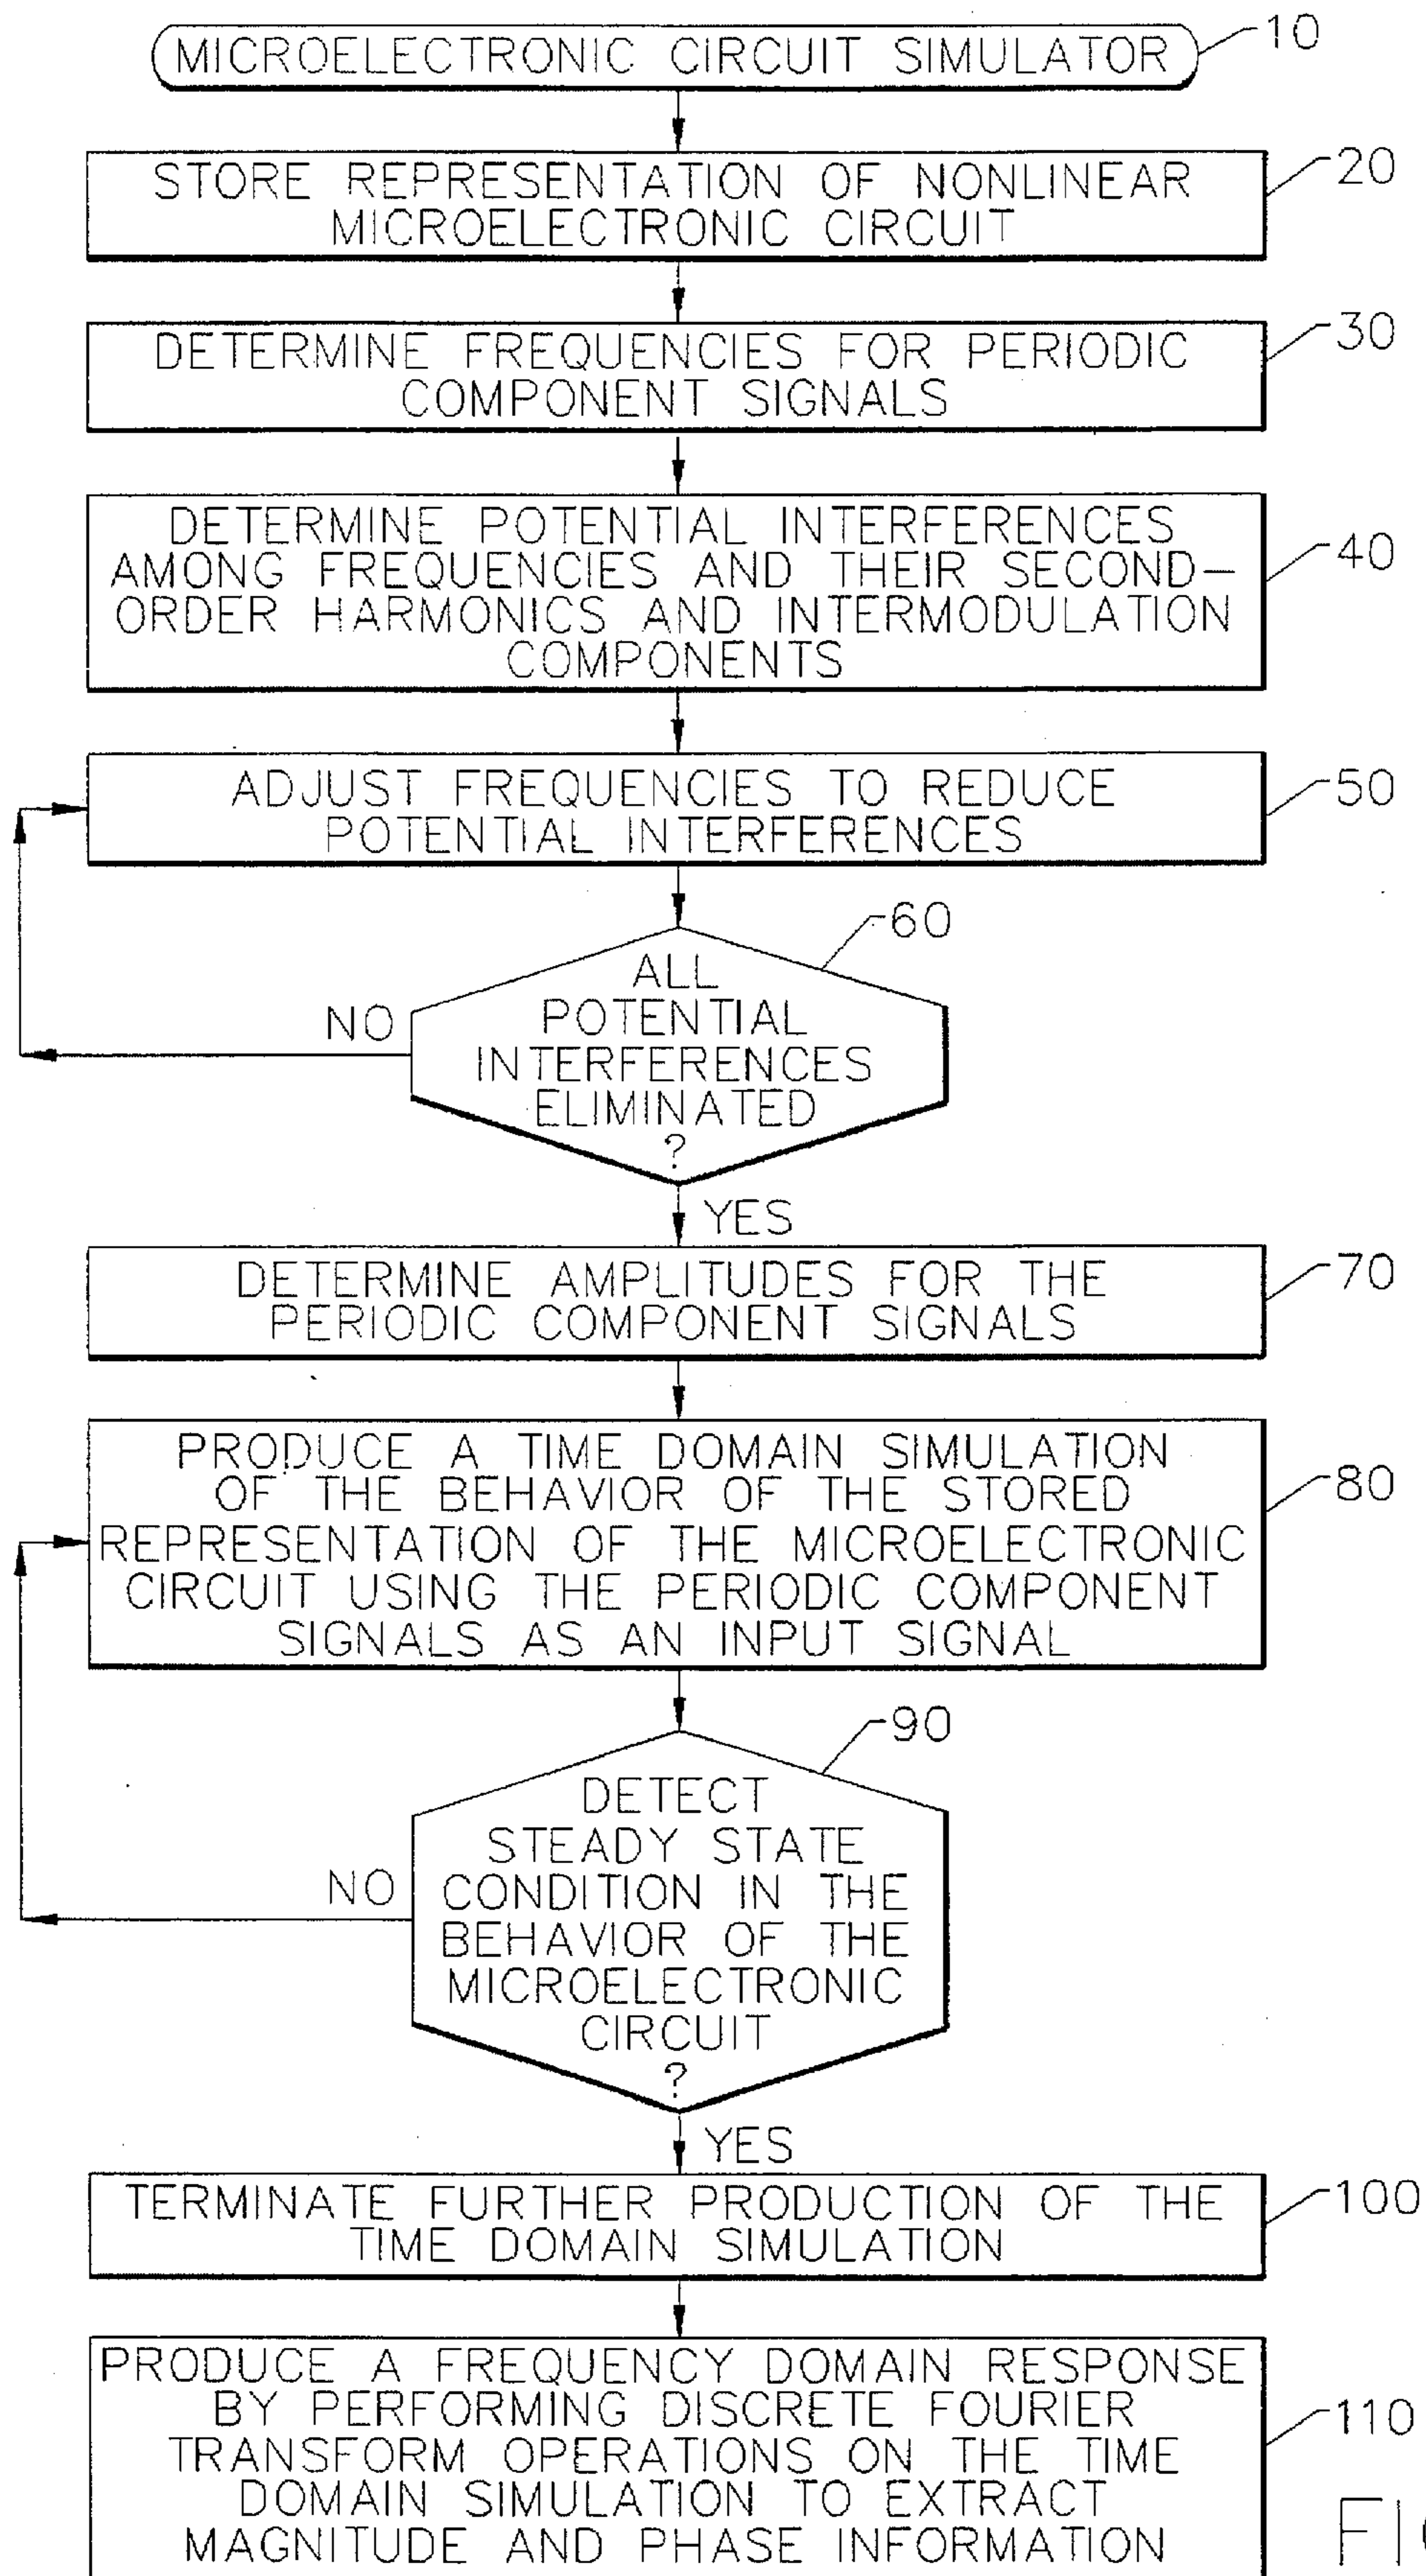 MICROELECTRONIC CIRCUIT SIMULATOR
10
STORE REPRESENTATION OF NONLINEAR
MICROELECTRONIC CIRCUIT
20
DETERMINE FREQUENCIES FOR PERIODIC
COMPONENT SIGNALS
30
DETERMINE POTENTIAL INTERFERENCES
AMONG FREQUENCIES AND THEIR SECOND-
ORDER HARMONICS AND INTERMODULATION
COMPONENTS
40
ADJUST FREQUENCIES TO REDUCE
POTENTIAL INTERFERENCES
50
60
ALL
POTENTIAL
INTERFERENCES
ELIMINATED
?
NO
YES
DETERMINE AMPLITUDES FOR THE
PERIODIC COMPONENT SIGNALS
70
PRODUCE A TIME DOMAIN SIMULATION
OF THE BEHAVIOR OF THE STORED
REPRESENTATION OF THE MICROELECTRONIC
CIRCUIT USING THE PERIODIC COMPONENT
SIGNALS AS AN INPUT SIGNAL
80
90
DETECT
STEADY STATE
CONDITION IN THE
BEHAVIOR OF THE
MICROELECTRONIC
CIRCUIT
?
NO
YES
TERMINATE FURTHER PRODUCTION OF THE
TIME DOMAIN SIMULATION
100
PRODUCE A FREQUENCY DOMAIN RESPONSE
BY PERFORMING DISCRETE FOURIER
TRANSFORM OPERATIONS ON THE TIME
DOMAIN SIMULATION TO EXTRACT
MAGNITUDE AND PHASE INFORMATION
110